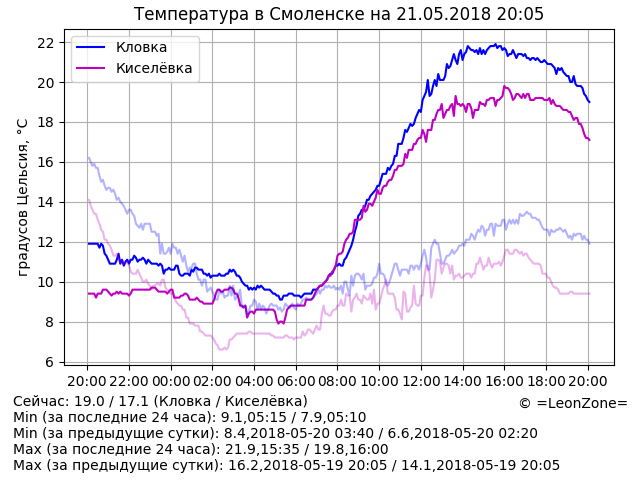 Температура в Смоленске на 21.05.2018 20:05
Кловка
Киселёвка
градусов Цельсия, °C
22
20
18
16
14
12
10
8
6
20:00 22:00 00:00 02:00 04:00 06:00 08:00 10:00 12:00 14:00 16:00 18:00 20:00
© =LeonZone=
Сейчас: 19.0 / 17.1 (Кловка / Киселёвка)
Min (за последние 24 часа): 9.1,05:15 / 7.9,05:10
Min (за предыдущие сутки): 8.4,2018-05-20 03:40 / 6.6,2018-05-20 02:20
Max (за последние 24 часа): 21.9,15:35 / 19.8,16:00
Max (за предыдущие сутки): 16.2,2018-05-19 20:05 / 14.1,2018-05-19 20:05